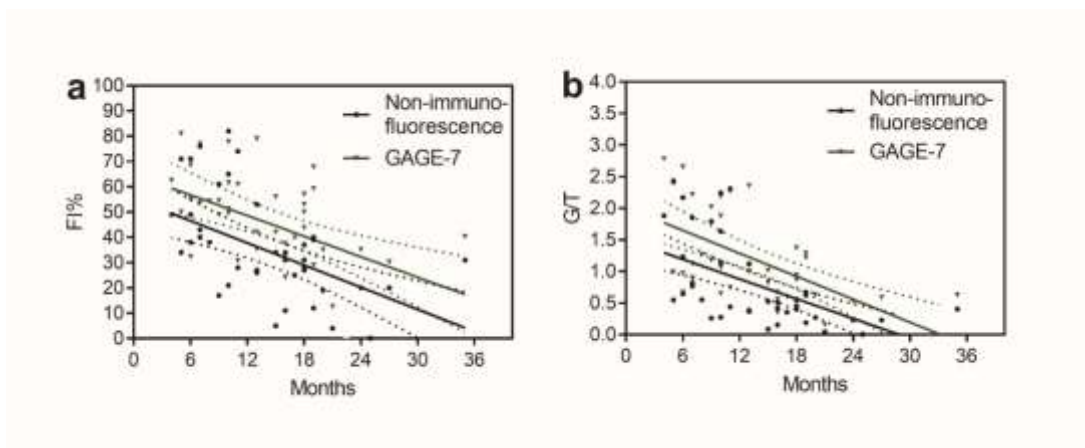 a
100
90
80
70
60
50
40
30
20
10
0
FI%
0 6 12 18 24 30 36
Months
Non-immuno-
fluorescence
GAGE-7
b
4.0
3.5
3.0
2.5
2.0
1.5
1.0
0.5
0.0
G/T
0 6 12 18 24 30 36
Months
Non-immuno-
fluorescence
GAGE-7